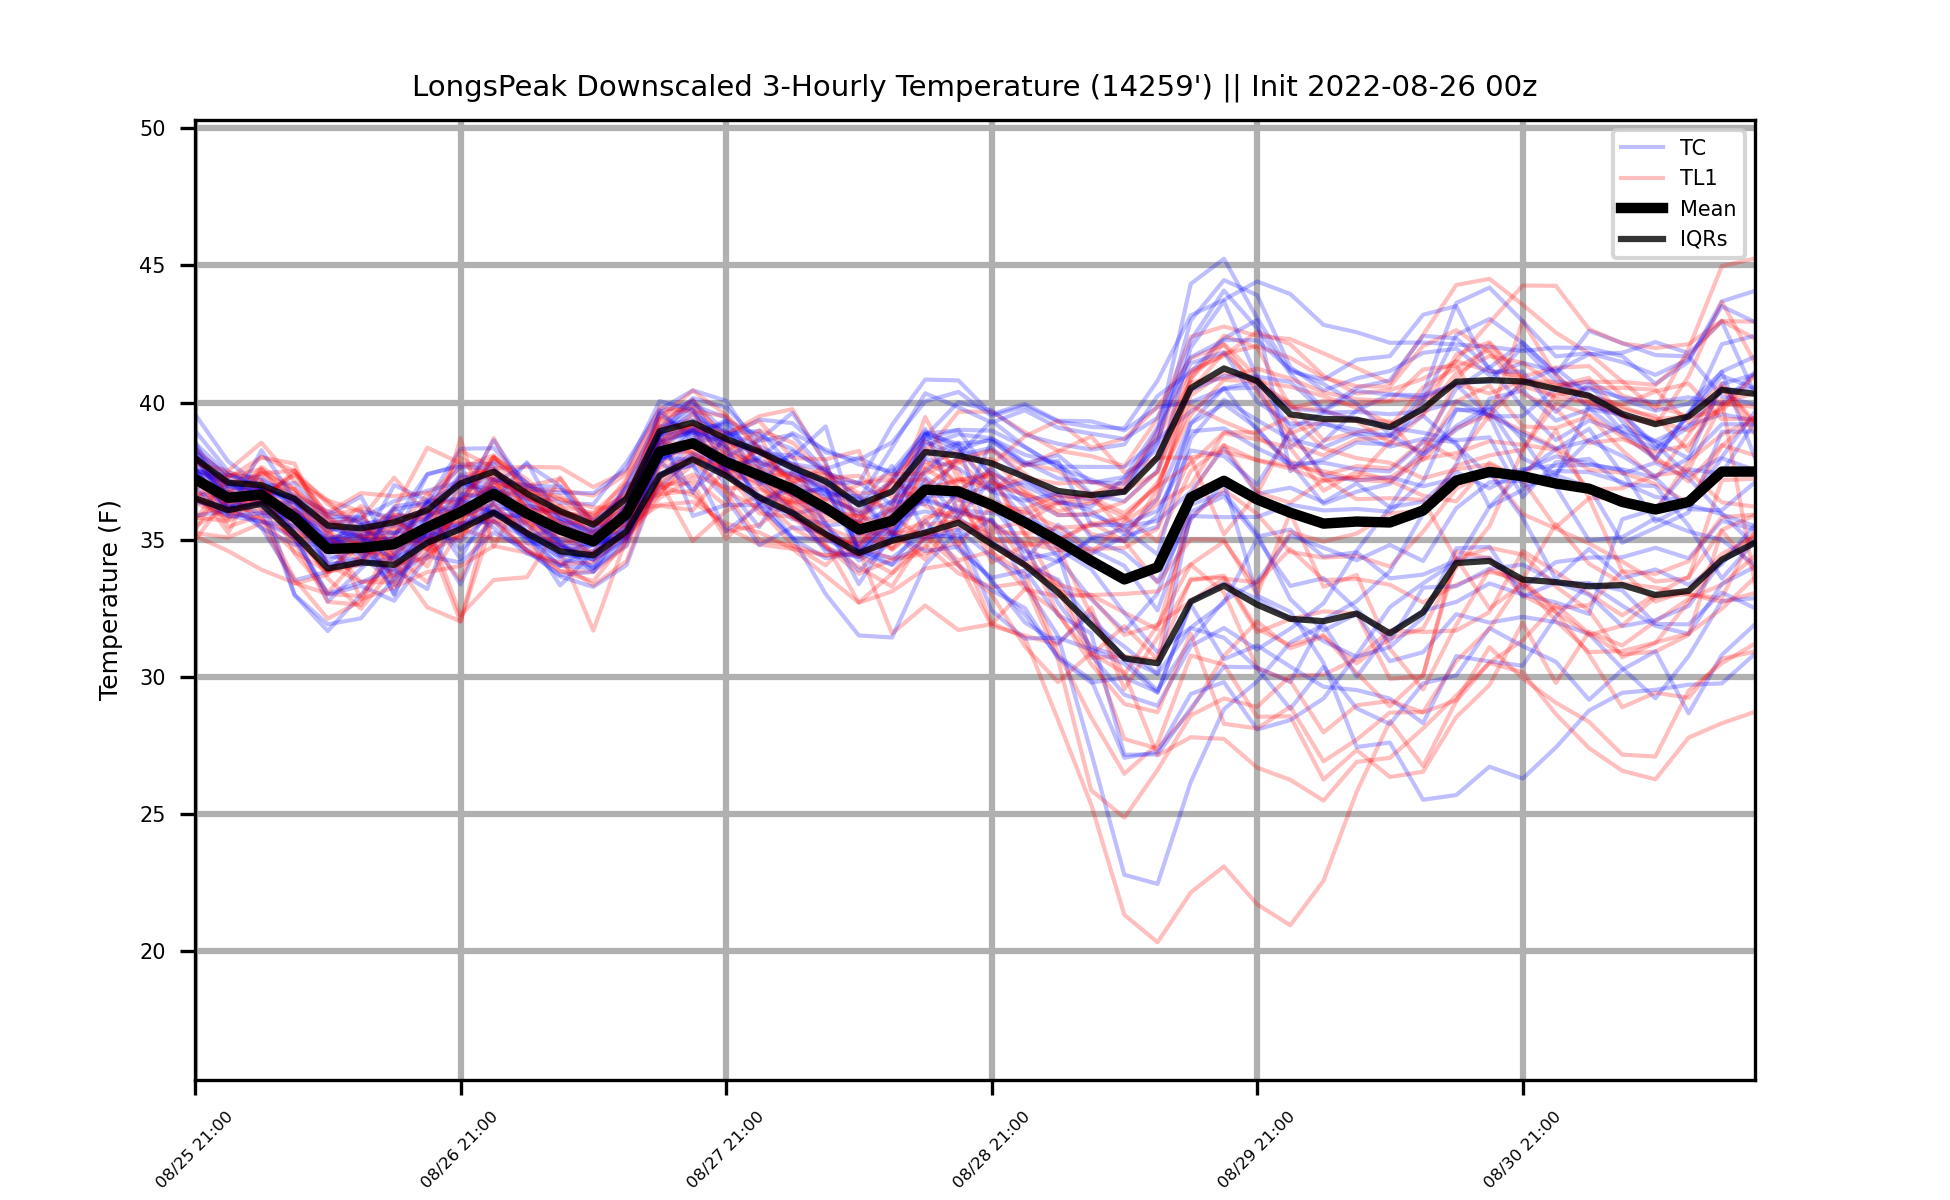 LongsPeak Downscaled 3-Hourly Temperature (14259') || Init 2022-08-26 00z
50
45
40
35
30
25
20
Temperature (F)
TC
TL1
Mean
IQRs
08/25 21:00
08/26 21:00
08/27 21:00
08/28 21:00
08/29 21:00
08/30 21:00